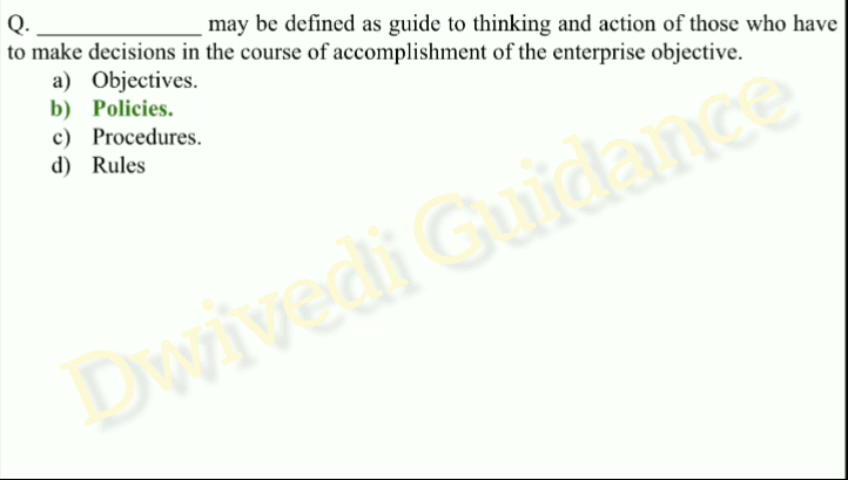 Q. _______________ may be defined as guide to thinking and action of those who have
to make decisions in the course of accomplishment of the enterprise objective.
a) Objectives.
b) Policies.
c) Procedures.
d) Rules
Dwivedi Guidance